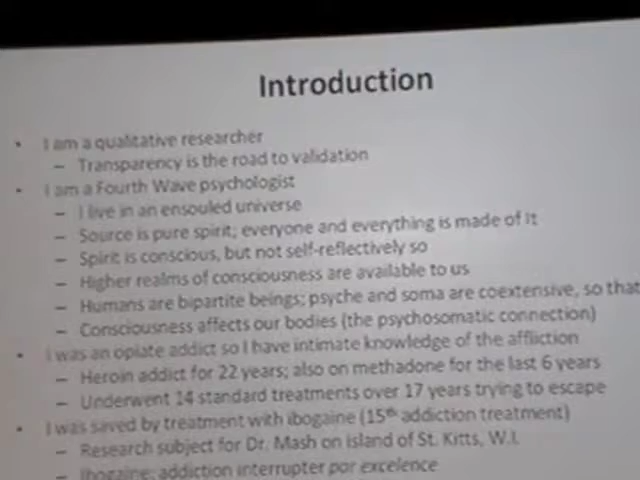 Introduction
• I am a qualitative researcher
– Transparency is the road to validation
• I am a Fourth Wave psychologist
– I live in an ensouled universe
– Source is pure spirit; everyone and everything is made of It
– Spirit is conscious, but not self-reflectively so
– Higher realms of consciousness are available to us
– Humans are bipartite beings; psyche and soma are coextensive, so that
– Consciousness affects our bodies (the psychosomatic connection)
• I was an opiate addict so I have intimate knowledge of the affliction
– Heroin addict for 22 years; also on methadone for the last 6 years
– Underwent 14 standard treatments over 17 years trying to escape
• I was saved by treatment with ibogaine (15th addiction treatment)
– Research subject for Dr. Mash on island of St. Kitts, W.I.
– Ibogaine: addiction interrupter por excelence